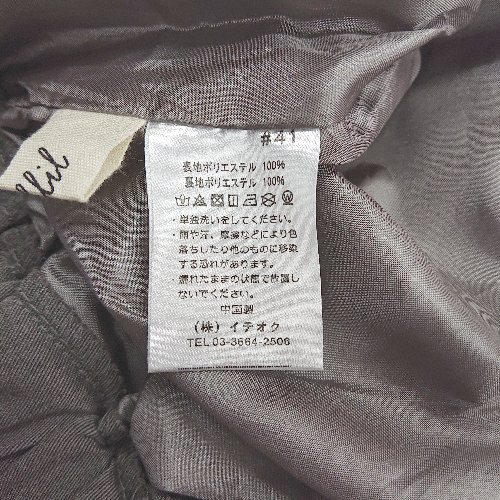 #41
表地ポリエステル 100%
裏地ポリエステル 100%
・単独洗いをしてください。
・雨や汗、摩擦などにより色
落ちしたり他のものに移染
する恐れがあります。
・濡れたままの状態で放置し
ないでください。
中国製
(株) イデオク
TEL 03-3664-2506